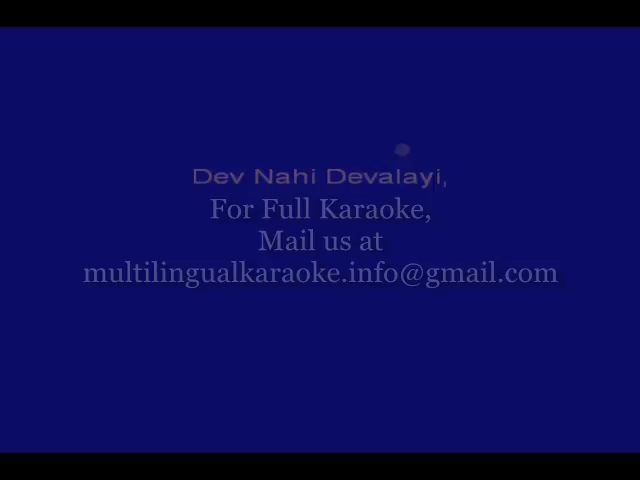 Dev Nahi Devalayi,
For Full Karaoke,
Mail us at
multilingualkaraoke.info@gmail.com